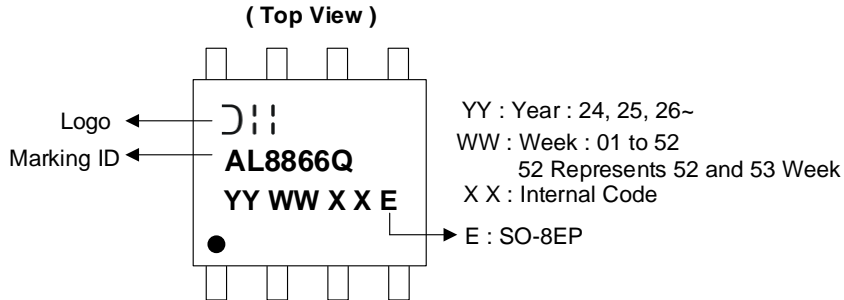 ( Top View )
Logo
Marking ID
AL8866Q
YY WW X X E
YY : Year : 24, 25, 26~
WW : Week : 01 to 52
52 Represents 52 and 53 Week
X X : Internal Code
E : SO-8EP